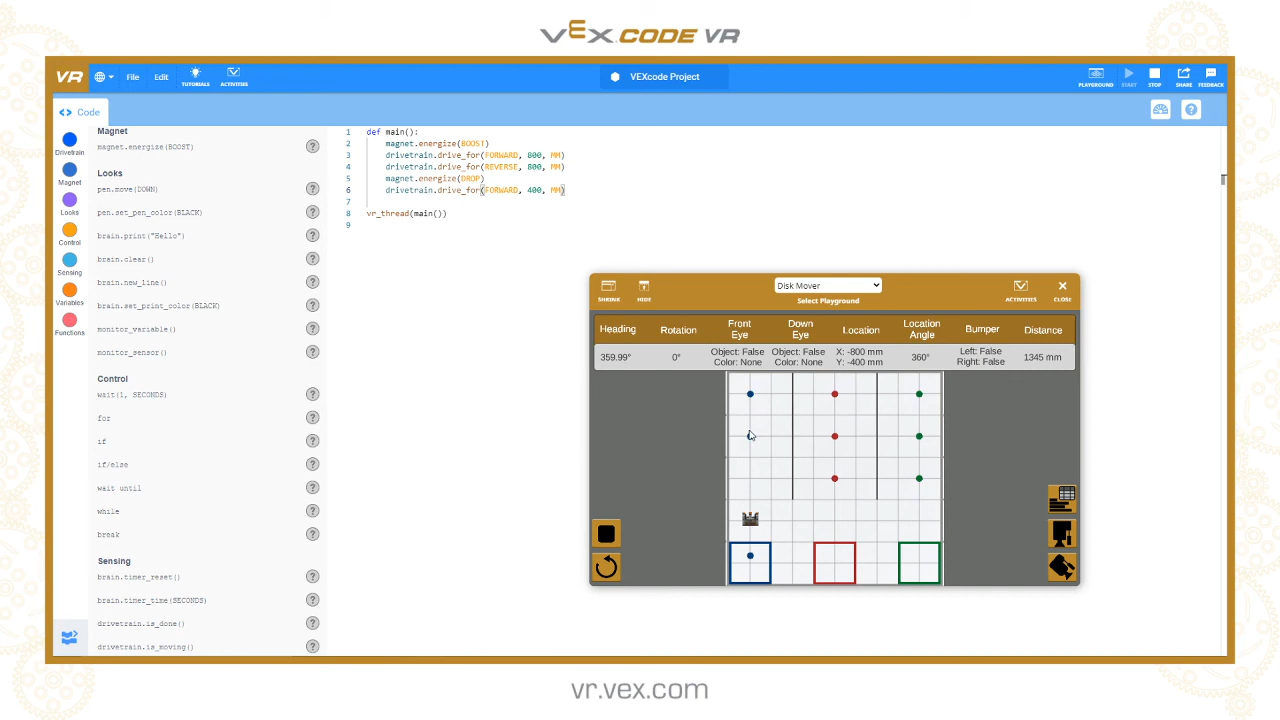 VEX CODE VR
VR
File
Edit
TUTORIALS
ACTIVITIES
VEXcode Project
PLAYGROUND
START
STOP
SHARE
FEEDBACK
<> Code
?
Drivetrain
Magnet
Looks
Control
Sensing
Variables
Functions
Magnet
magnet.energize(BOOST) ?
Looks
pen.move(DOWN) ?
pen.set_pen_color(BLACK) ?
brain.print("Hello") ?
brain.clear() ?
brain.new_line() ?
brain.set_print_color(BLACK) ?
monitor_variable() ?
monitor_sensor() ?
Control
wait(1, SECONDS) ?
for ?
if ?
if/else ?
wait until ?
while ?
break ?
Sensing
brain.timer_reset() ?
brain.timer_time(SECONDS) ?
drivetrain.is_done() ?
drivetrain.is_moving() ?
1 def main():
2 magnet.energize(BOOST)
3 drivetrain.drive_for(FORWARD, 800, MM)
4 drivetrain.drive_for(REVERSE, 800, MM)
5 magnet.energize(DROP)
6 drivetrain.drive_for(FORWARD, 400, MM)
7
8 vr_thread(main())
9
SHRINK
HIDE
Disk Mover
Select Playground
ACTIVITIES
CLOSE
Heading
Rotation
Front
Eye
Down
Eye
Location
Location
Angle
Bumper
Distance
359.99°
0°
Object: False
Color: None
Object: False
Color: None
X: -800 mm
Y: -400 mm
360°
Left: False
Right: False
1345 mm
vr.vex.com